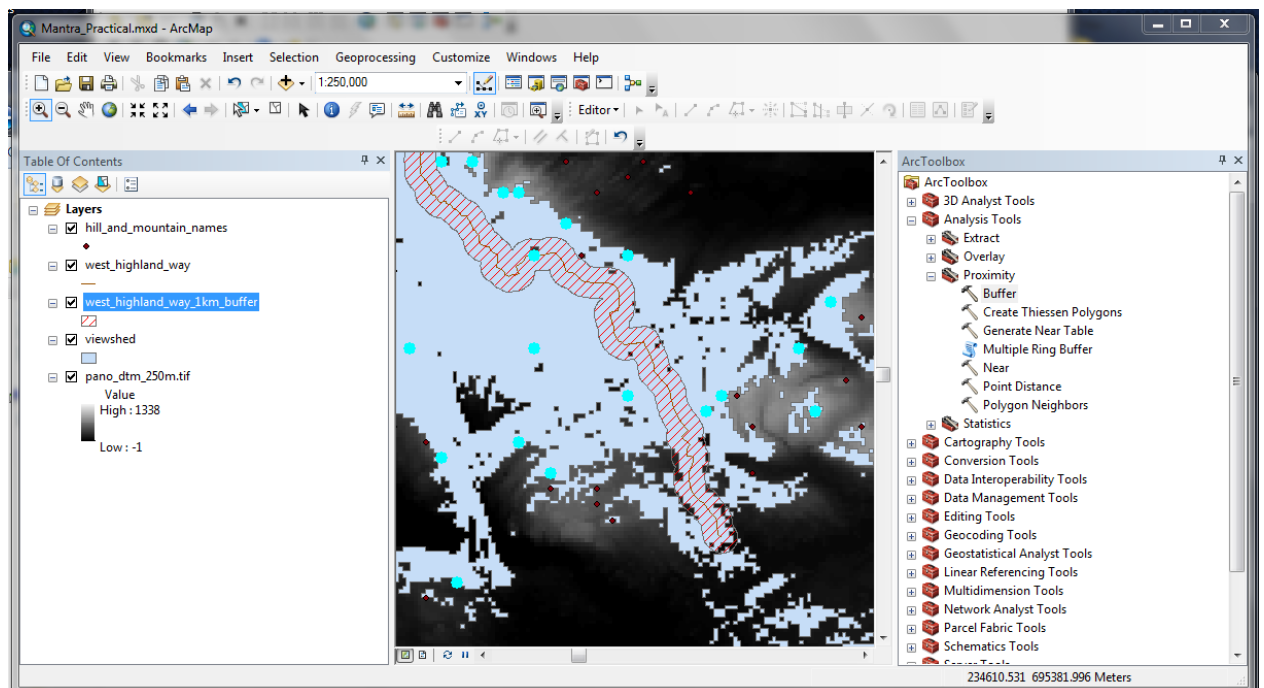 Mantra_Practical.mxd - ArcMap
File Edit View Bookmarks Insert Selection Geoprocessing Customize Windows Help
1:250,000
Editor
Table Of Contents
Layers
hill_and_mountain_names
west_highland_way
west_highland_way_1km_buffer
viewshed
pano_dtm_250m.tif
Value
High : 1338
Low : -1
ArcToolbox
ArcToolbox
3D Analyst Tools
Analysis Tools
Extract
Overlay
Proximity
Buffer
Create Thiessen Polygons
Generate Near Table
Multiple Ring Buffer
Near
Point Distance
Polygon Neighbors
Statistics
Cartography Tools
Conversion Tools
Data Interoperability Tools
Data Management Tools
Editing Tools
Geocoding Tools
Geostatistical Analyst Tools
Linear Referencing Tools
Multidimension Tools
Network Analyst Tools
Parcel Fabric Tools
Schematics Tools
234610.531 695381.996 Meters